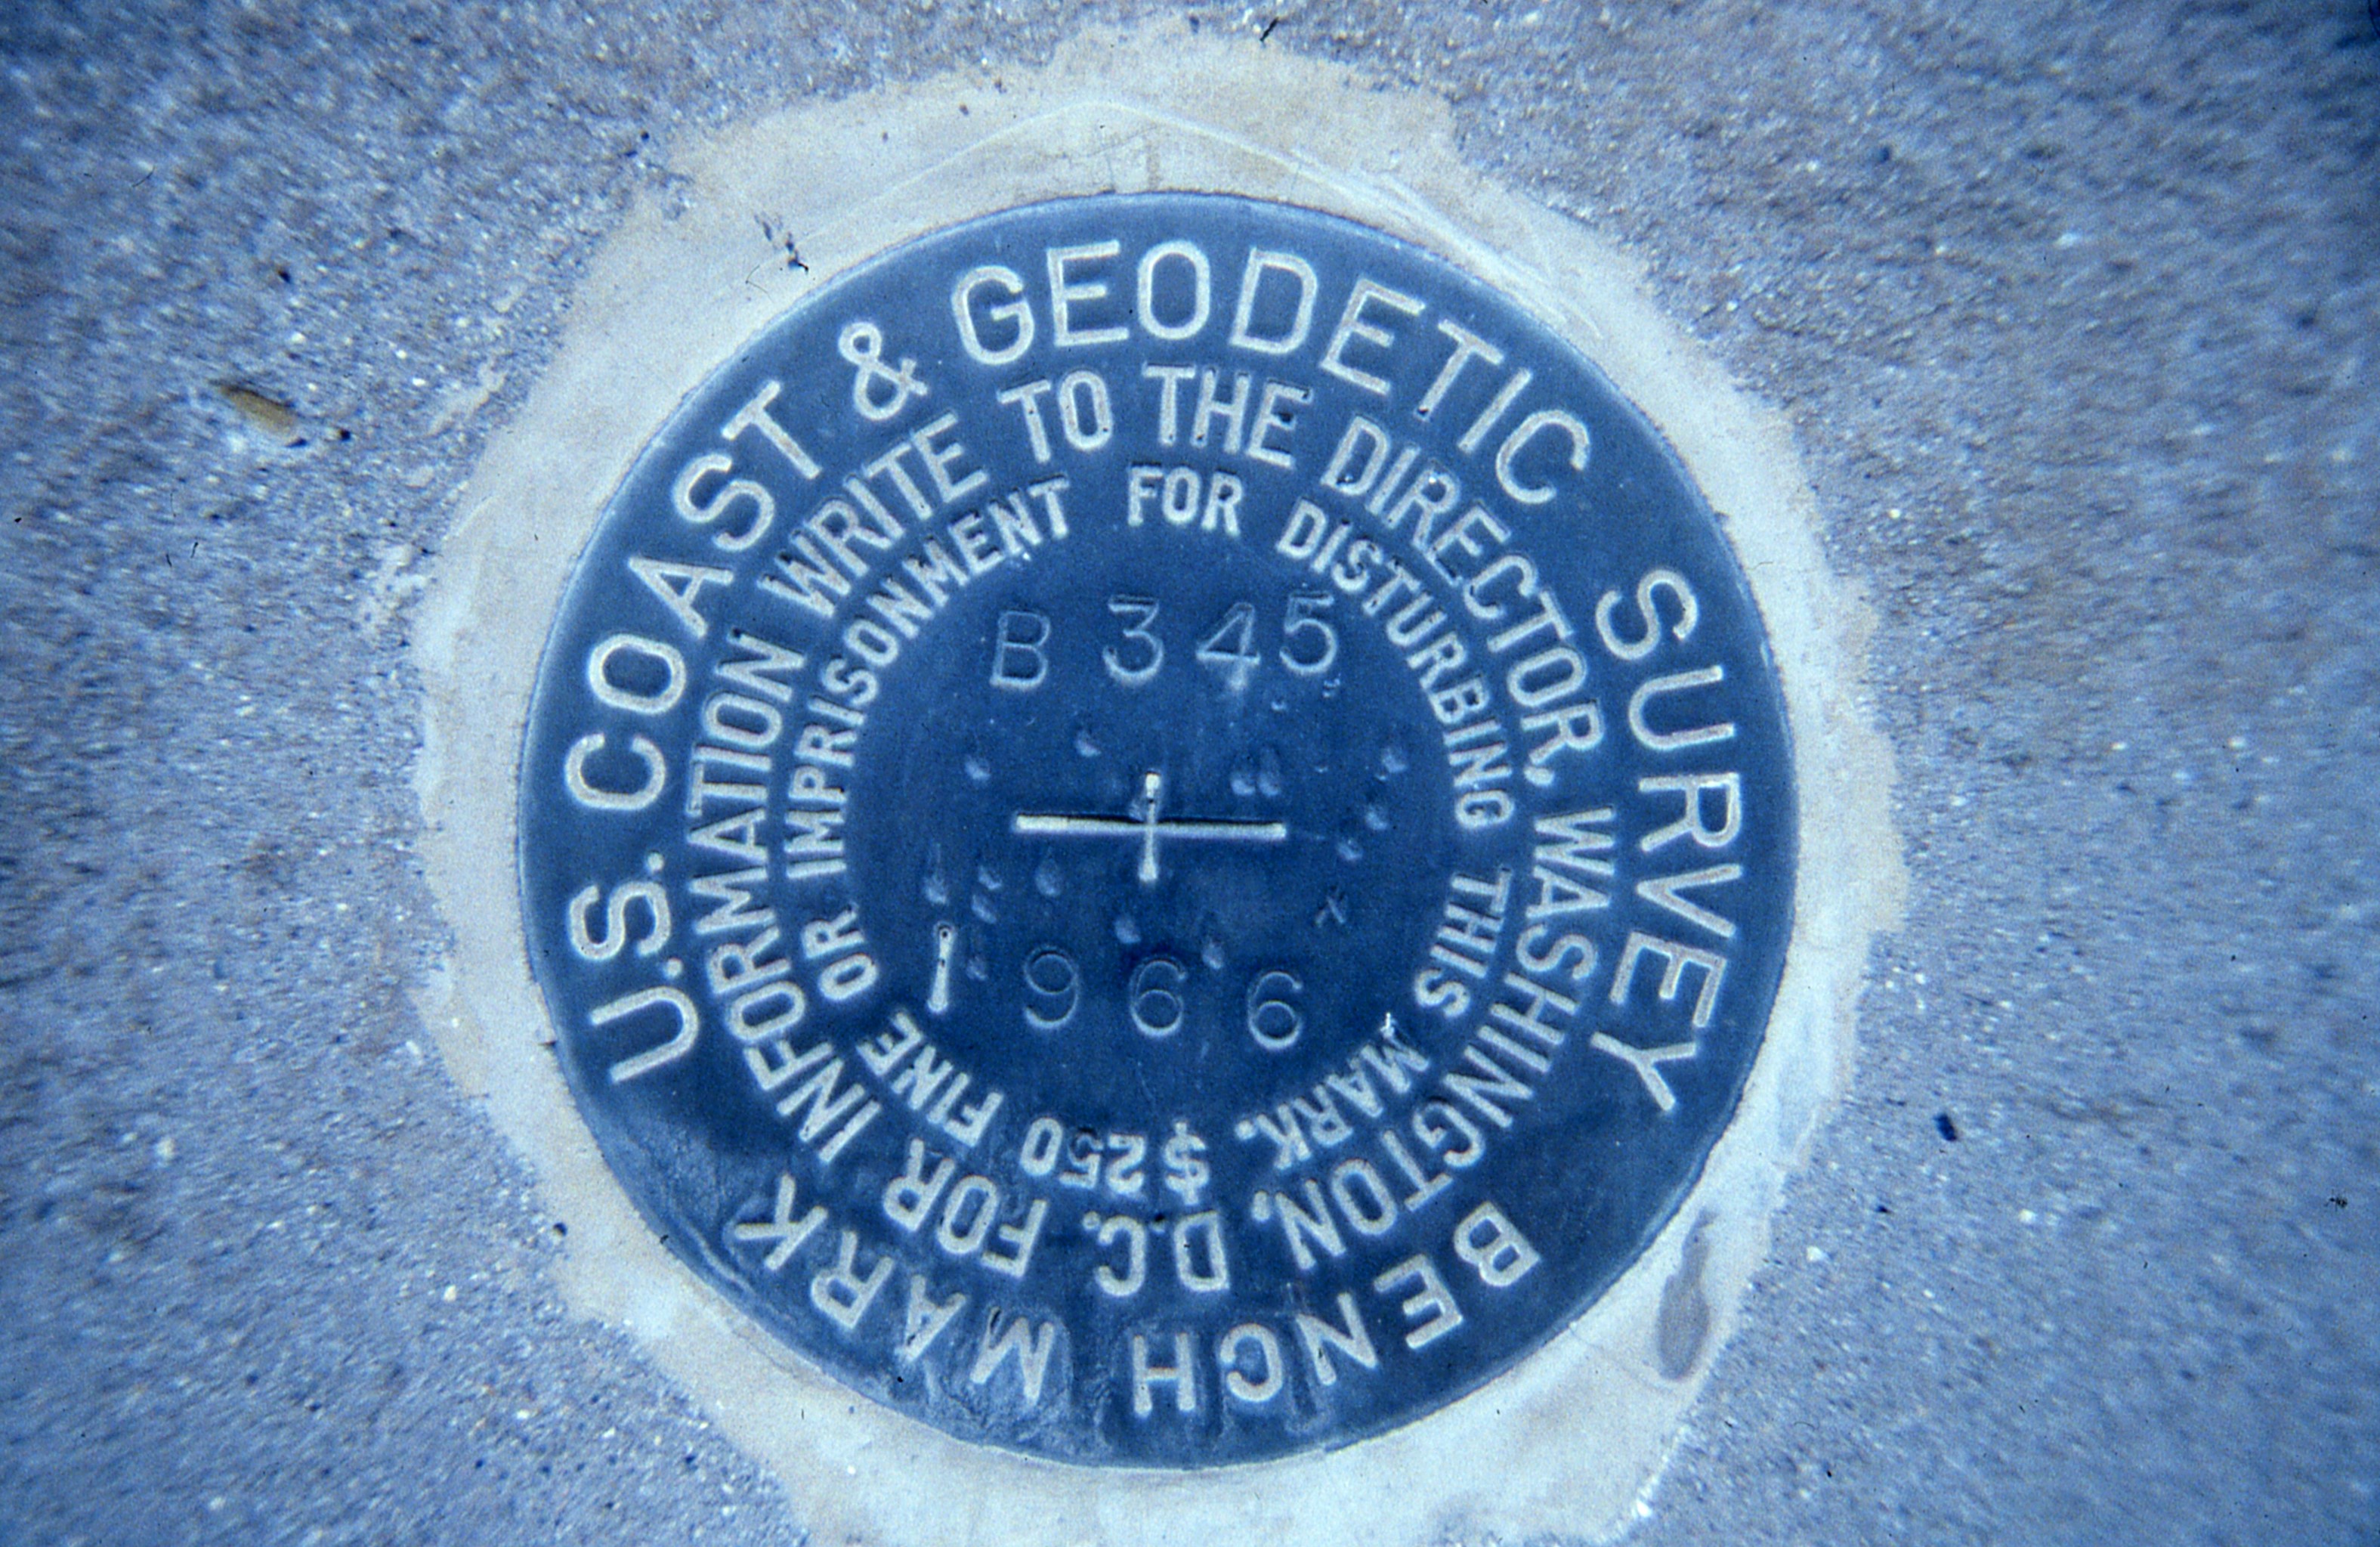 U.S. COAST & GEODETIC SURVEY
BENCH MARK
FOR INFORMATION WRITE TO THE DIRECTOR, WASHINGTON, D.C.
$250 FINE OR IMPRISONMENT FOR DISTURBING THIS MARK.
B 345
1966